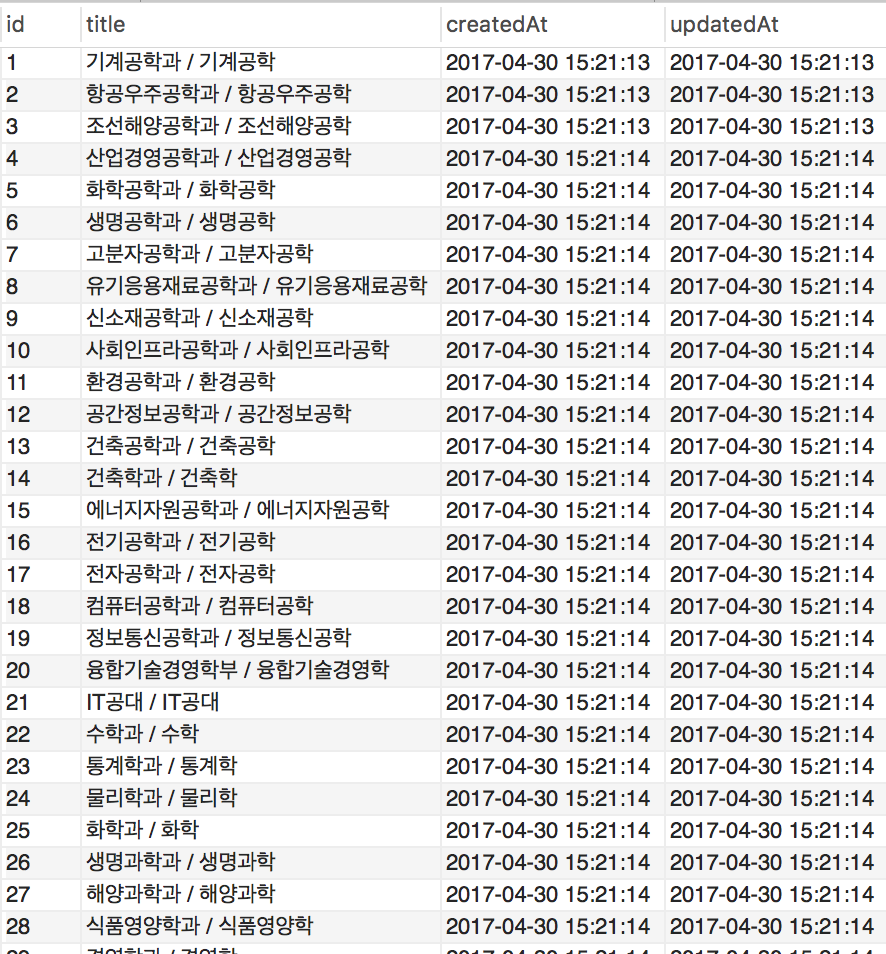 id title createdAt updatedAt
1 기계공학과 / 기계공학 2017-04-30 15:21:13 2017-04-30 15:21:13
2 항공우주공학과 / 항공우주공학 2017-04-30 15:21:13 2017-04-30 15:21:13
3 조선해양공학과 / 조선해양공학 2017-04-30 15:21:13 2017-04-30 15:21:13
4 산업경영공학과 / 산업경영공학 2017-04-30 15:21:14 2017-04-30 15:21:14
5 화학공학과 / 화학공학 2017-04-30 15:21:14 2017-04-30 15:21:14
6 생명공학과 / 생명공학 2017-04-30 15:21:14 2017-04-30 15:21:14
7 고분자공학과 / 고분자공학 2017-04-30 15:21:14 2017-04-30 15:21:14
8 유기응용재료공학과 / 유기응용재료공학 2017-04-30 15:21:14 2017-04-30 15:21:14
9 신소재공학과 / 신소재공학 2017-04-30 15:21:14 2017-04-30 15:21:14
10 사회인프라공학과 / 사회인프라공학 2017-04-30 15:21:14 2017-04-30 15:21:14
11 환경공학과 / 환경공학 2017-04-30 15:21:14 2017-04-30 15:21:14
12 공간정보공학과 / 공간정보공학 2017-04-30 15:21:14 2017-04-30 15:21:14
13 건축공학과 / 건축공학 2017-04-30 15:21:14 2017-04-30 15:21:14
14 건축학과 / 건축학 2017-04-30 15:21:14 2017-04-30 15:21:14
15 에너지자원공학과 / 에너지자원공학 2017-04-30 15:21:14 2017-04-30 15:21:14
16 전기공학과 / 전기공학 2017-04-30 15:21:14 2017-04-30 15:21:14
17 전자공학과 / 전자공학 2017-04-30 15:21:14 2017-04-30 15:21:14
18 컴퓨터공학과 / 컴퓨터공학 2017-04-30 15:21:14 2017-04-30 15:21:14
19 정보통신공학과 / 정보통신공학 2017-04-30 15:21:14 2017-04-30 15:21:14
20 융합기술경영학부 / 융합기술경영학 2017-04-30 15:21:14 2017-04-30 15:21:14
21 IT공대 / IT공대 2017-04-30 15:21:14 2017-04-30 15:21:14
22 수학과 / 수학 2017-04-30 15:21:14 2017-04-30 15:21:14
23 통계학과 / 통계학 2017-04-30 15:21:14 2017-04-30 15:21:14
24 물리학과 / 물리학 2017-04-30 15:21:14 2017-04-30 15:21:14
25 화학과 / 화학 2017-04-30 15:21:14 2017-04-30 15:21:14
26 생명과학과 / 생명과학 2017-04-30 15:21:14 2017-04-30 15:21:14
27 해양과학과 / 해양과학 2017-04-30 15:21:14 2017-04-30 15:21:14
28 식품영양학과 / 식품영양학 2017-04-30 15:21:14 2017-04-30 15:21:14